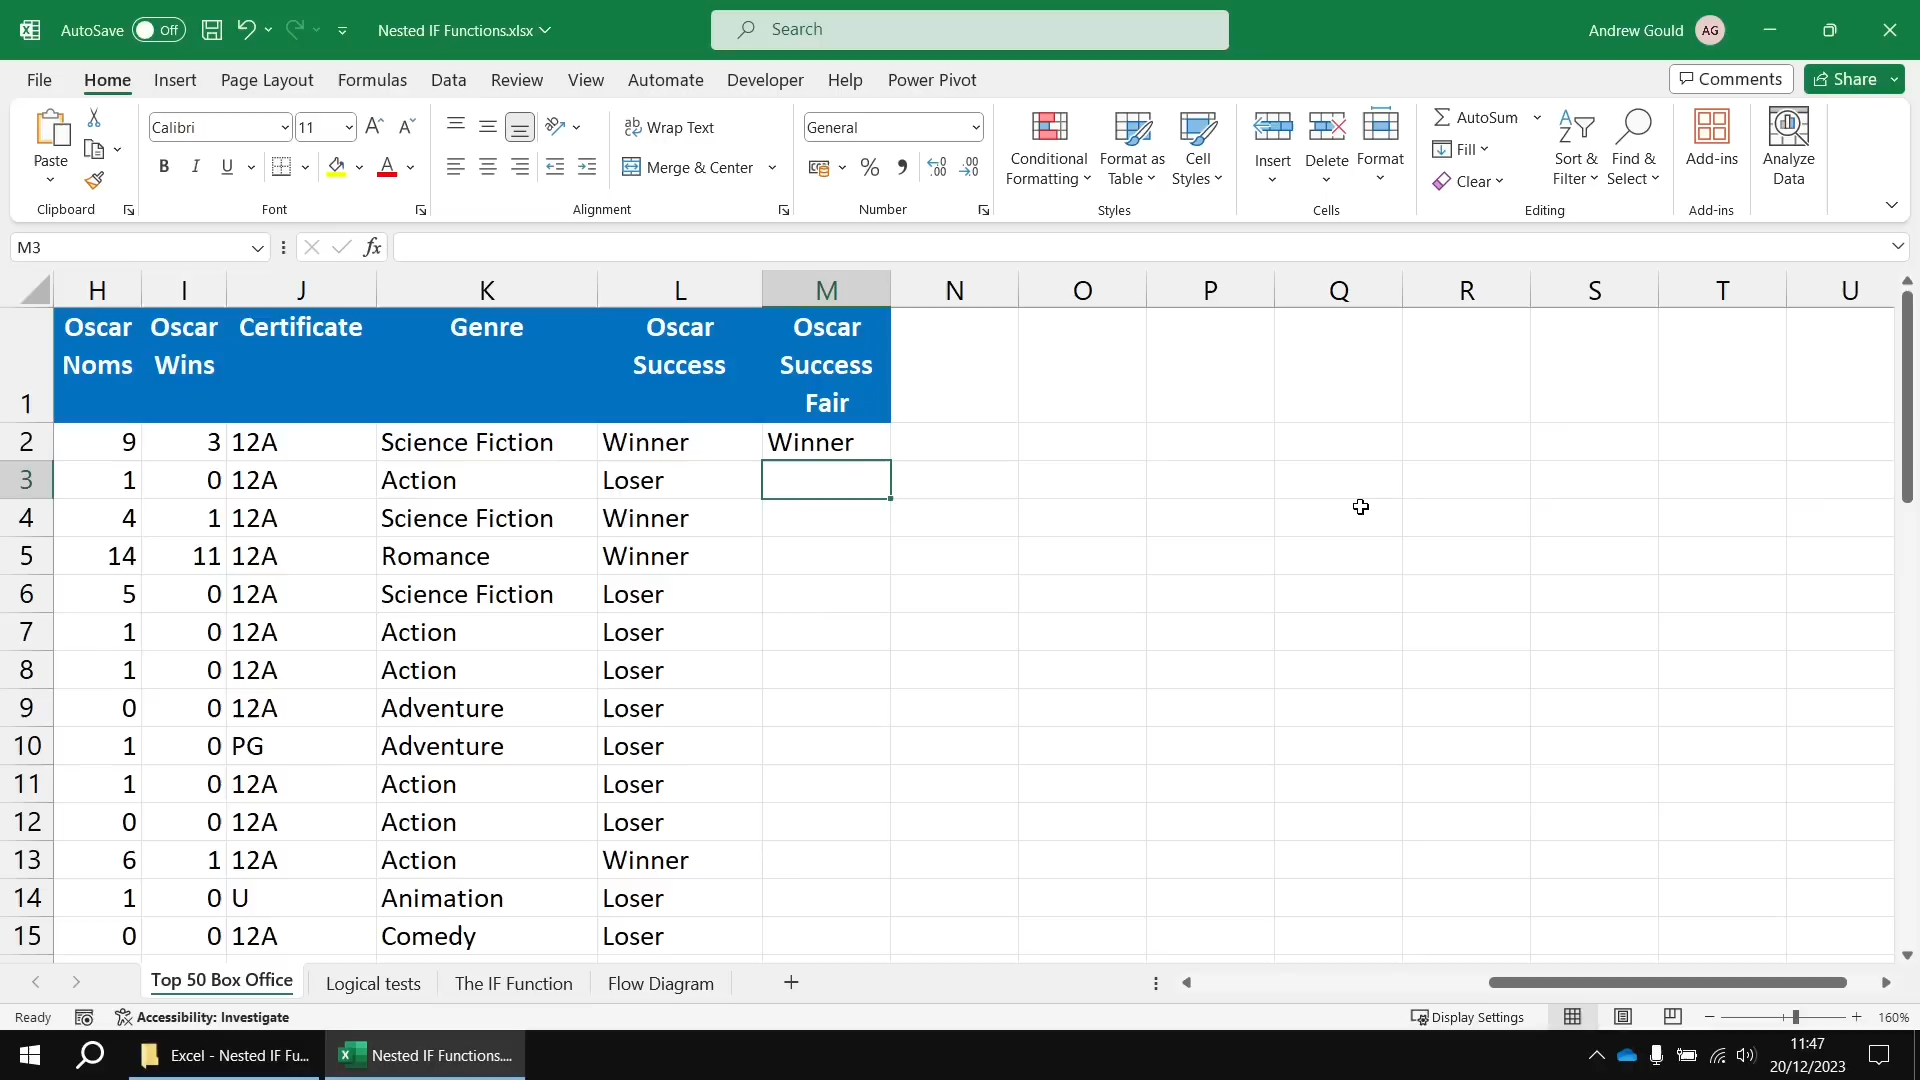 AutoSave Off Nested IF Functions.xlsx Search Andrew Gould AG
File Home Insert Page Layout Formulas Data Review View Automate Developer Help Power Pivot Comments Share
Paste Calibri 11 Wrap Text General Conditional Formatting Format as Table Cell Styles Insert Delete Format AutoSum Fill Clear Sort & Filter Find & Select Add-ins Analyze Data
B I U Merge & Center
Clipboard Font Alignment Number Styles Cells Editing Add-ins
M3 fx
H I J K L M N O P Q R S T U
1 Oscar Noms Oscar Wins Certificate Genre Oscar Success Oscar Success Fair
2 9 3 12A Science Fiction Winner Winner
3 1 0 12A Action Loser
4 4 1 12A Science Fiction Winner
5 14 11 12A Romance Winner
6 5 0 12A Science Fiction Loser
7 1 0 12A Action Loser
8 1 0 12A Action Loser
9 0 0 12A Adventure Loser
10 1 0 PG Adventure Loser
11 1 0 12A Action Loser
12 0 0 12A Action Loser
13 6 1 12A Action Winner
14 1 0 U Animation Loser
15 0 0 12A Comedy Loser
Top 50 Box Office Logical tests The IF Function Flow Diagram
Ready Accessibility: Investigate Display Settings 160%
Excel - Nested IF Fu... Nested IF Functions.... 11:47
20/12/2023